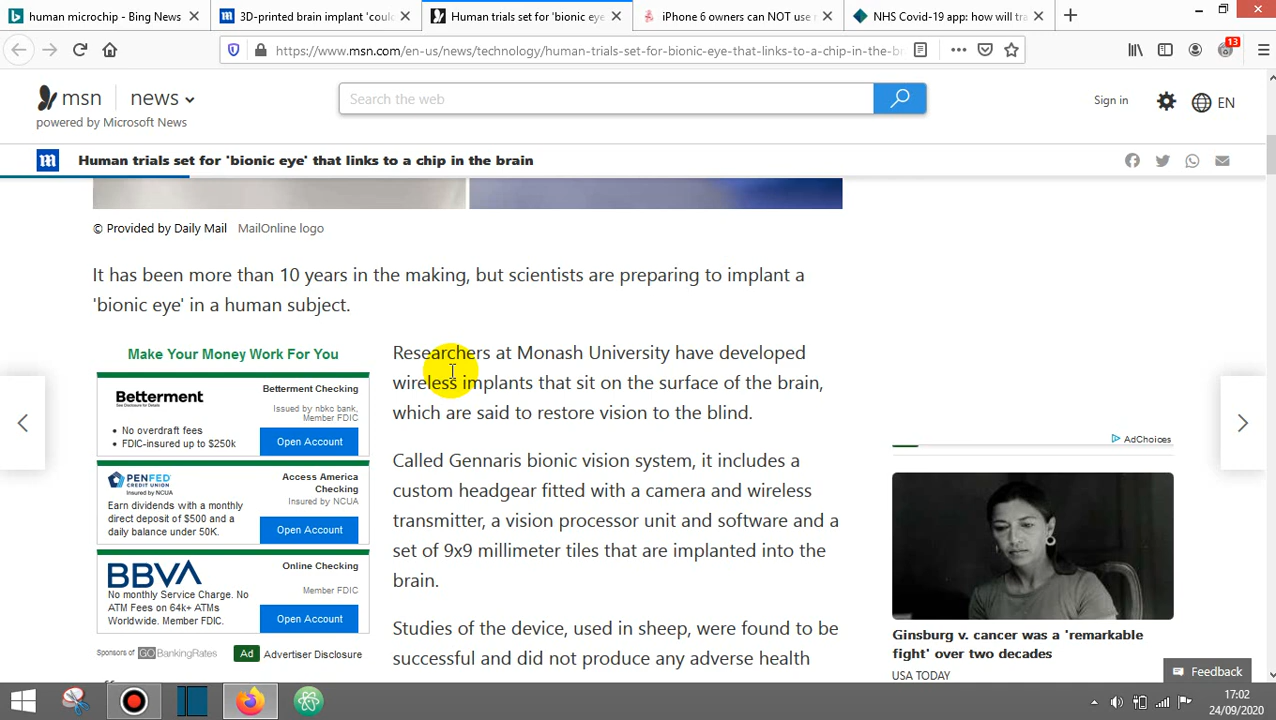 human microchip - Bing News
3D-printed brain implant 'coul
Human trials set for 'bionic eye
iPhone 6 owners can NOT use
NHS Covid-19 app: how will tra
https://www.msn.com/en-us/news/technology/human-trials-set-for-bionic-eye-that-links-to-a-chip-in-the-b
13
msn news
powered by Microsoft News
Search the web
Sign in
EN
m Human trials set for 'bionic eye' that links to a chip in the brain
© Provided by Daily Mail MailOnline logo
It has been more than 10 years in the making, but scientists are preparing to implant a
'bionic eye' in a human subject.
Make Your Money Work For You
Betterment
• No overdraft fees
• FDIC-insured up to $250k
Betterment Checking
Issued by nbkc bank,
Member FDIC
Open Account
PENFED
CREDIT UNION
Insured by NCUA
Earn dividends with a monthly
direct deposit of $500 and a
daily balance under 50K.
Access America
Checking
Insured by NCUA
Open Account
BBVA
No monthly Service Charge. No
ATM Fees on 64k+ ATMs
Worldwide. Member FDIC.
Online Checking
Member FDIC
Open Account
Sponsors of GOBankingRates Ad Advertiser Disclosure
Researchers at Monash University have developed
wireless implants that sit on the surface of the brain,
which are said to restore vision to the blind.
Called Gennaris bionic vision system, it includes a
custom headgear fitted with a camera and wireless
transmitter, a vision processor unit and software and a
set of 9x9 millimeter tiles that are implanted into the
brain.
Studies of the device, used in sheep, were found to be
successful and did not produce any adverse health
AdChoices
Ginsburg v. cancer was a 'remarkable
fight' over two decades
USA TODAY
Feedback
17:02
24/09/2020